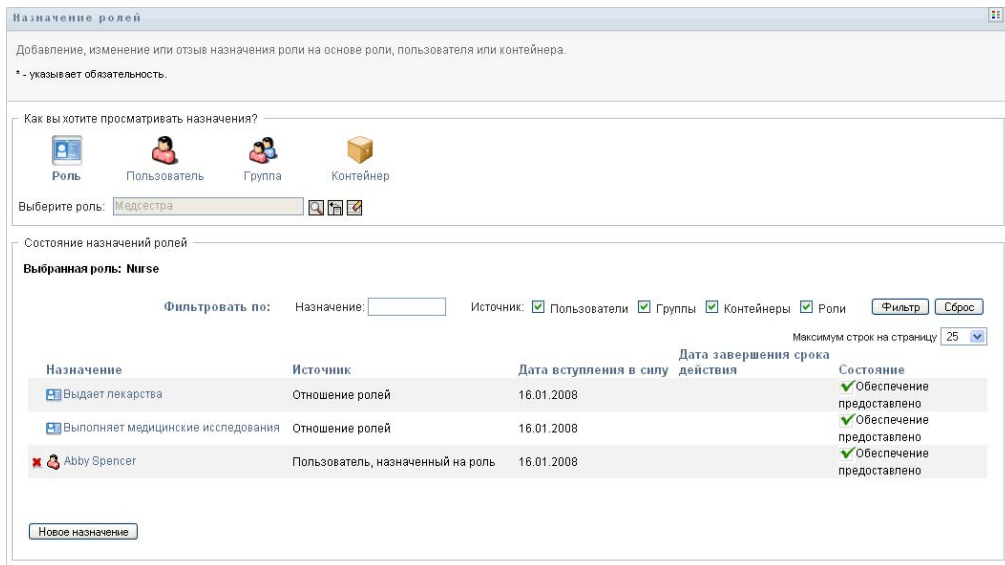 Назначение ролей
Добавление, изменение или отзыв назначения роли на основе роли, пользователя или контейнера.
* - указывает обязательность.
Как вы хотите просматривать назначения?
Роль Пользователь Группа Контейнер
Выберите роль: Медсестра
Состояние назначений ролей
Выбранная роль: Nurse
Фильтровать по: Назначение: Источник: Пользователи Группы Контейнеры Роли Фильтр Сброс
Максимум строк на страницу 25
Назначение Источник Дата вступления в силу Дата завершения срока действия Состояние
Выдает лекарства Отношение ролей 16.01.2008 Обеспечение предоставлено
Выполняет медицинские исследования Отношение ролей 16.01.2008 Обеспечение предоставлено
Abby Spencer Пользователь, назначенный на роль 16.01.2008 Обеспечение предоставлено
Новое назначение